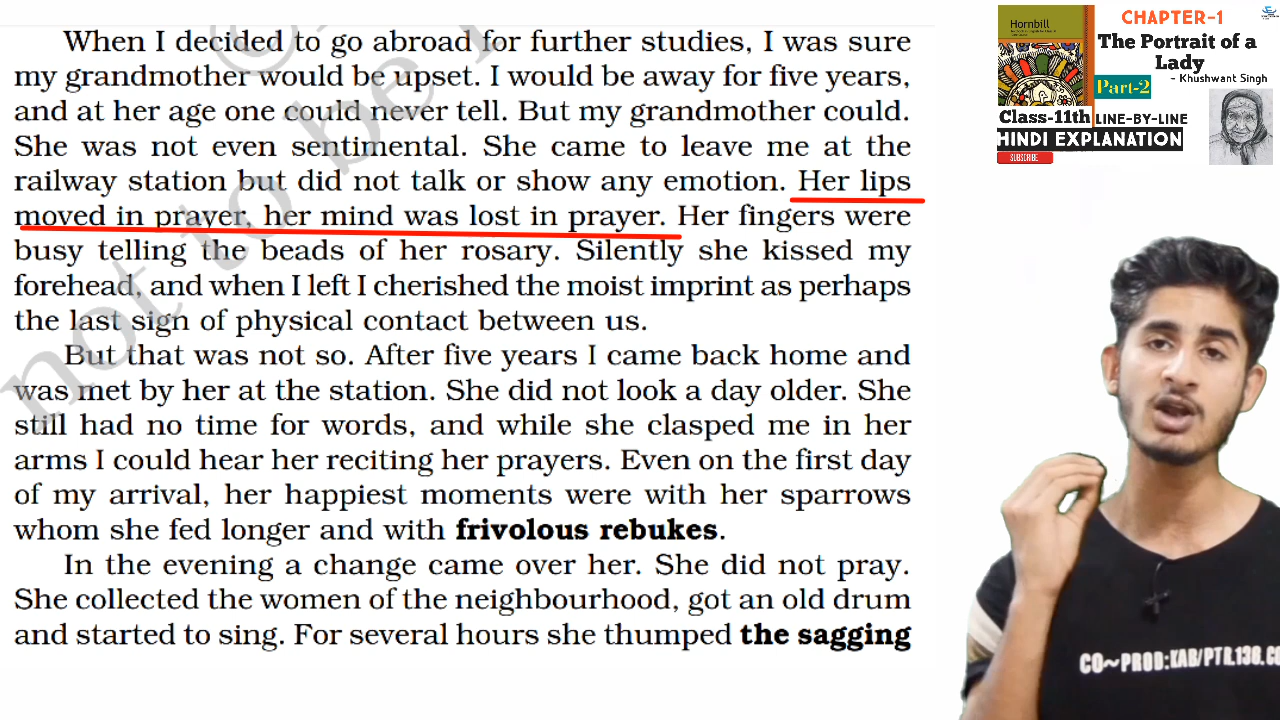 When I decided to go abroad for further studies, I was sure
my grandmother would be upset. I would be away for five years,
and at her age one could never tell. But my grandmother could.
She was not even sentimental. She came to leave me at the
railway station but did not talk or show any emotion. Her lips
moved in prayer, her mind was lost in prayer. Her fingers were
busy telling the beads of her rosary. Silently she kissed my
forehead, and when I left I cherished the moist imprint as perhaps
the last sign of physical contact between us.
But that was not so. After five years I came back home and
was met by her at the station. She did not look a day older. She
still had no time for words, and while she clasped me in her
arms I could hear her reciting her prayers. Even on the first day
of my arrival, her happiest moments were with her sparrows
whom she fed longer and with frivolous rebukes.
In the evening a change came over her. She did not pray.
She collected the women of the neighbourhood, got an old drum
and started to sing. For several hours she thumped the sagging
©
not to be
Hornbill
CHAPTER-1
The Portrait of a
Lady
- Khushwant Singh
Part-2
Class-11th LINE-BY-LINE
HINDI EXPLANATION
SUBSCRIBE